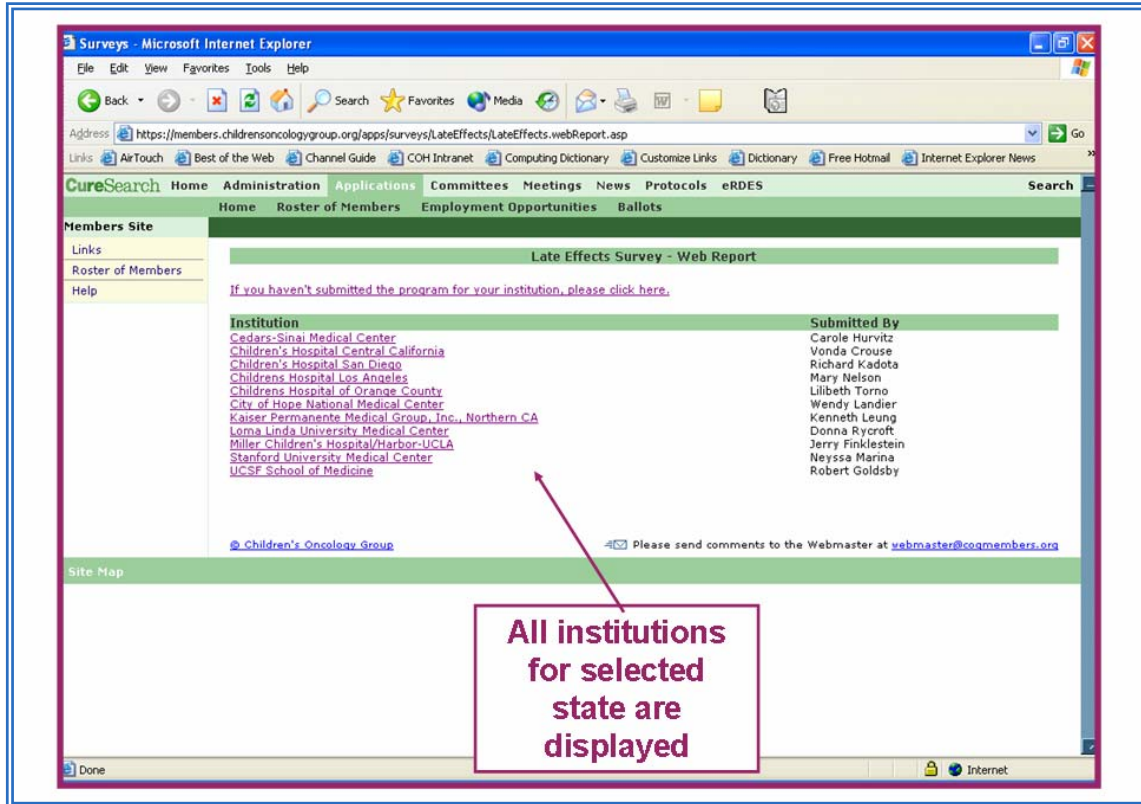 Surveys - Microsoft Internet Explorer
File Edit View Favorites Tools Help
Back Search Favorites Media
Address https://members.childrensoncologygroup.org/apps/surveys/LateEffects/LateEffects.webReport.asp Go
Links AirTouch Best of the Web Channel Guide COH Intranet Computing Dictionary Customize Links Dictionary Free Hotmail Internet Explorer News »
CureSearch Home Administration Applications Committees Meetings News Protocols eRDES Search
Home Roster of Members Employment Opportunities Ballots
Members Site
Links
Roster of Members
Help
Late Effects Survey - Web Report
If you haven't submitted the program for your institution, please click here.
Institution Submitted By
Cedars-Sinai Medical Center Carole Hurvitz
Children's Hospital Central California Vonda Crouse
Children's Hospital San Diego Richard Kadota
Childrens Hospital Los Angeles Mary Nelson
Childrens Hospital of Orange County Lilibeth Torno
City of Hope National Medical Center Wendy Landier
Kaiser Permanente Medical Group, Inc., Northern CA Kenneth Leung
Loma Linda University Medical Center Donna Rycroft
Miller Children's Hospital/Harbor-UCLA Jerry Finklestein
Stanford University Medical Center Neyssa Marina
UCSF School of Medicine Robert Goldsby
© Children's Oncology Group Please send comments to the Webmaster at webmaster@cogmembers.org
Site Map
All institutions
for selected
state are
displayed
Done Internet